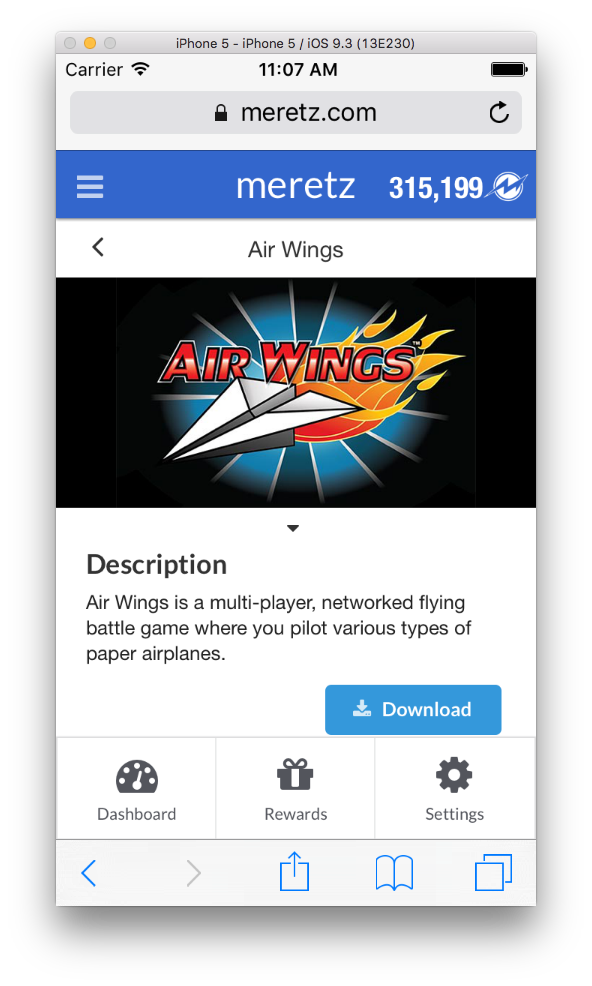 iPhone 5 - iPhone 5 / iOS 9.3 (13E230)
Carrier 11:07 AM
meretz.com
meretz 315,199
Air Wings
AIR WINGS™
Description
Air Wings is a multi-player, networked flying
battle game where you pilot various types of
paper airplanes.
Download
Dashboard Rewards Settings